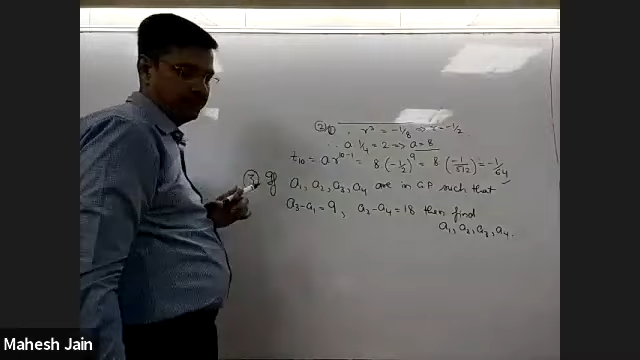 ②/① ∴ r³ = -1/8 ⇒ r = -1/2
∴ a 1/4 = 2 ⇒ a = 8
t₁₀ = a r¹⁰⁻¹ = 8 (-1/2)⁹ = 8 (-1/512) = -1/64
③ If a₁, a₂, a₃, a₄ are in GP such that
a₃-a₁ = 9, a₂-a₄ = 18 then find
a₁, a₂, a₃, a₄.
Mahesh Jain